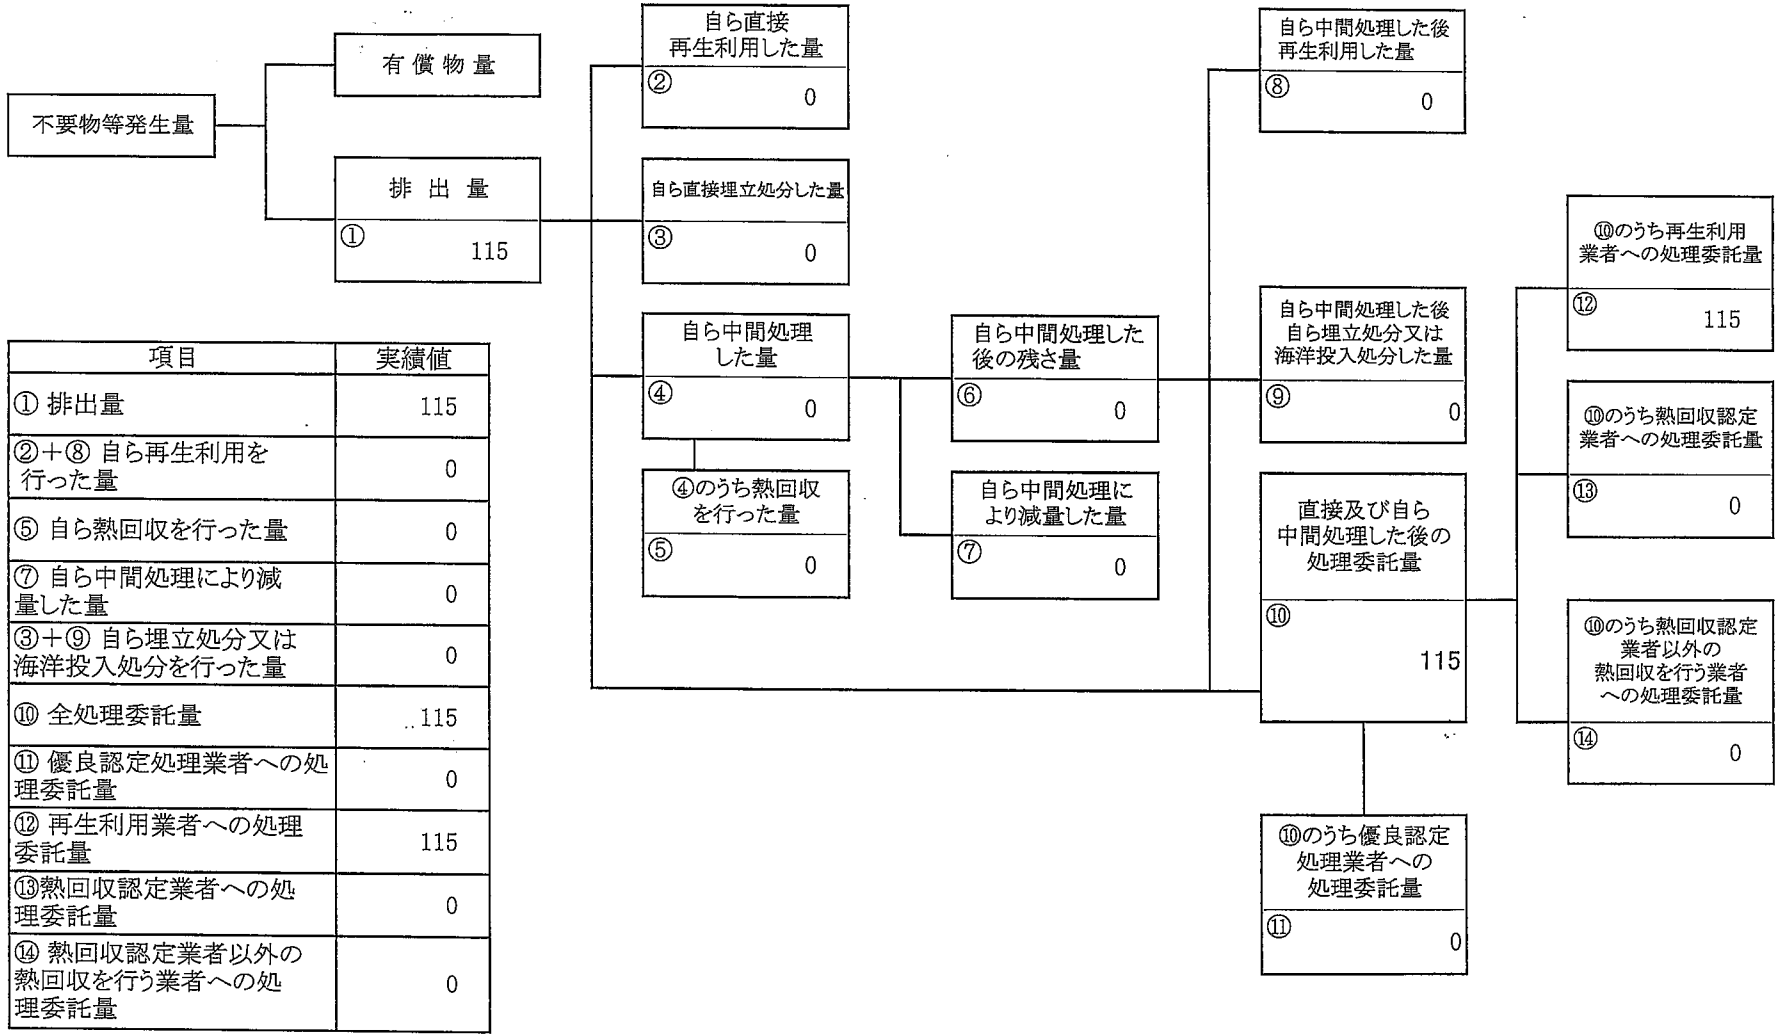 不要物等発生量
有償物量
排出量
①
115
自ら直接
再生利用した量
②
0
自ら直接埋立処分した量
③
0
自ら中間処理
した量
④
0
④のうち熱回収
を行った量
⑤
0
自ら中間処理した
後の残さ量
⑥
0
自ら中間処理に
より減量した量
⑦
0
自ら中間処理した後
再生利用した量
⑧
0
自ら中間処理した後
自ら埋立処分又は
海洋投入処分した量
⑨
0
直接及び自ら
中間処理した後の
処理委託量
⑩
115
⑩のうち優良認定
処理業者への
処理委託量
⑪
0
⑩のうち再生利用
業者への処理委託量
⑫
115
⑩のうち熱回収認定
業者への処理委託量
⑬
0
⑩のうち熱回収認定
業者以外の
熱回収を行う業者
への処理委託量
⑭
0
項目 実績値
① 排出量 115
②+⑧ 自ら再生利用を
行った量 0
⑤ 自ら熱回収を行った量 0
⑦ 自ら中間処理により減
量した量 0
③+⑨ 自ら埋立処分又は
海洋投入処分を行った量 0
⑩ 全処理委託量 115
⑪ 優良認定処理業者への処
理委託量 0
⑫ 再生利用業者への処理
委託量 115
⑬熱回収認定業者への処
理委託量 0
⑭ 熱回収認定業者以外の
熱回収を行う業者への処
理委託量 0